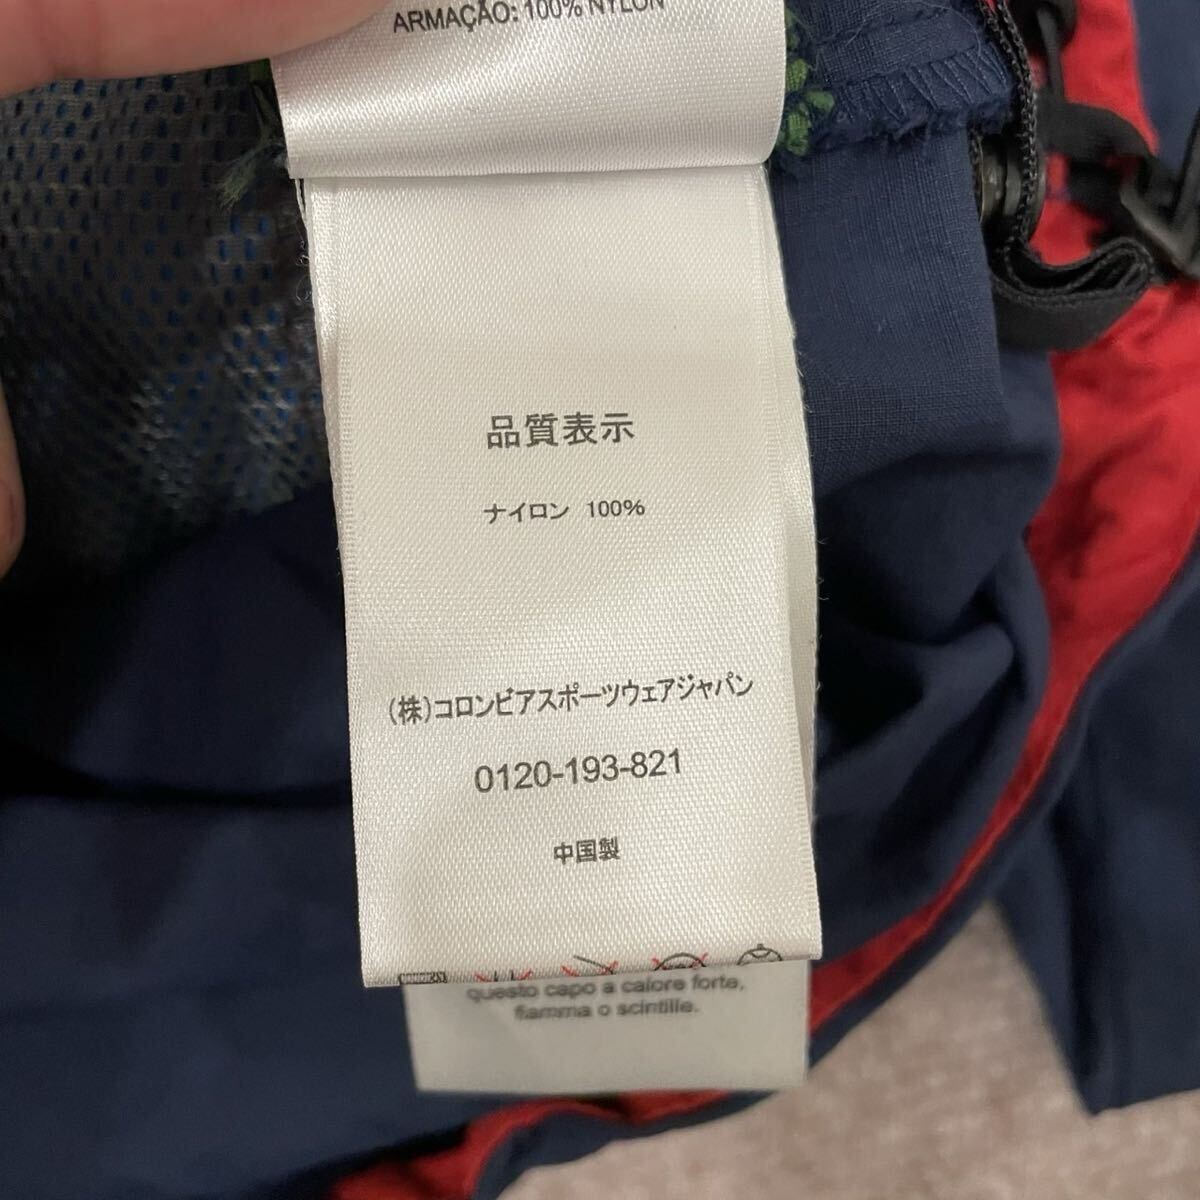 ARMAÇÃO: 100% NYLON
品質表示
ナイロン 100%
(株)コロンビアスポーツウェアジャパン
0120-193-821
中国製
questo capo a calore forte,
fiamma o scintille.